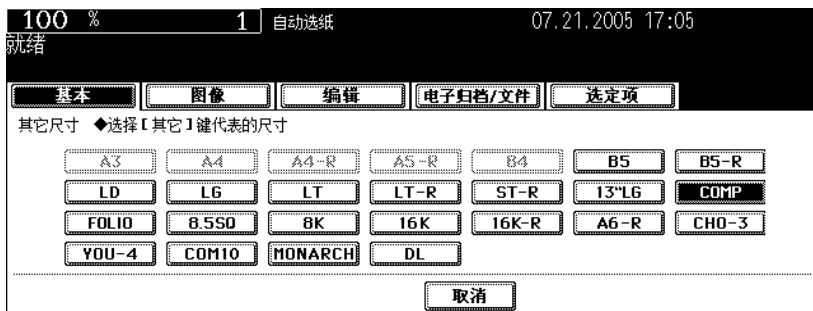 100 % 1 自动选纸 07.21.2005 17:05
就绪
基本 图像 编辑 电子归档/文件 选定项
其它尺寸 ◆选择[其它]键代表的尺寸
A3 A4 A4-R A5-R B4 B5 B5-R
LD LG LT LT-R ST-R 13"LG COMP
FOLIO 8.5SQ 8K 16K 16K-R A6-R CHO-3
YOU-4 COM10 MONARCH DL
取消